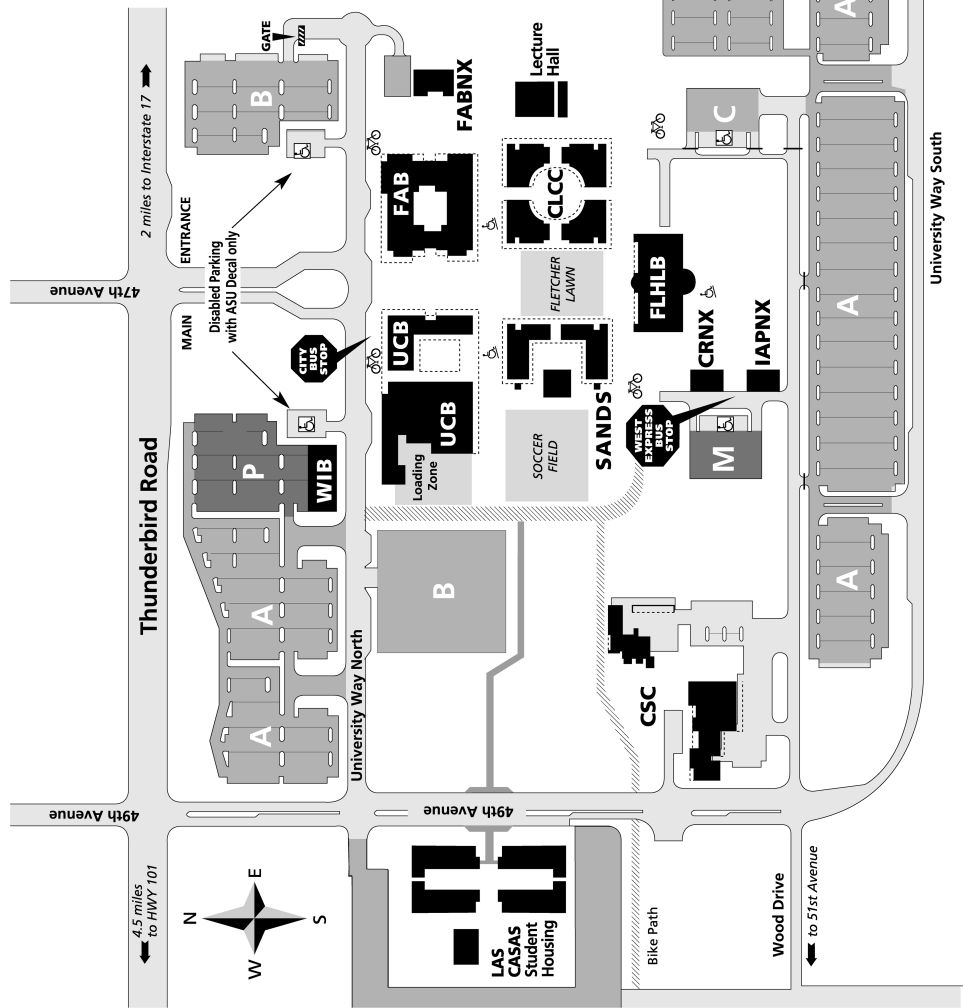 49th Avenue
47th Avenue
4.5 miles
to HWY 101
Thunderbird Road
2 miles to Interstate 17
N
W
E
S
MAIN
ENTRANCE
Disabled Parking
with ASU Decal only
GATE
A
A
P
B
WIB
CITY
BUS
STOP
University Way North
UCB
UCB
FAB
FABNX
Loading
Zone
B
49th Avenue
LAS
CASAS
Student
Housing
SOCCER
FIELD
SANDS
FLETCHER
LAWN
CLCC
Lecture
Hall
Bike Path
CSC
WEST
EXPRESS
BUS
STOP
FLHLB
CRNX
IAPNX
M
C
Wood Drive
to 51st Avenue
A
A
A
University Way South